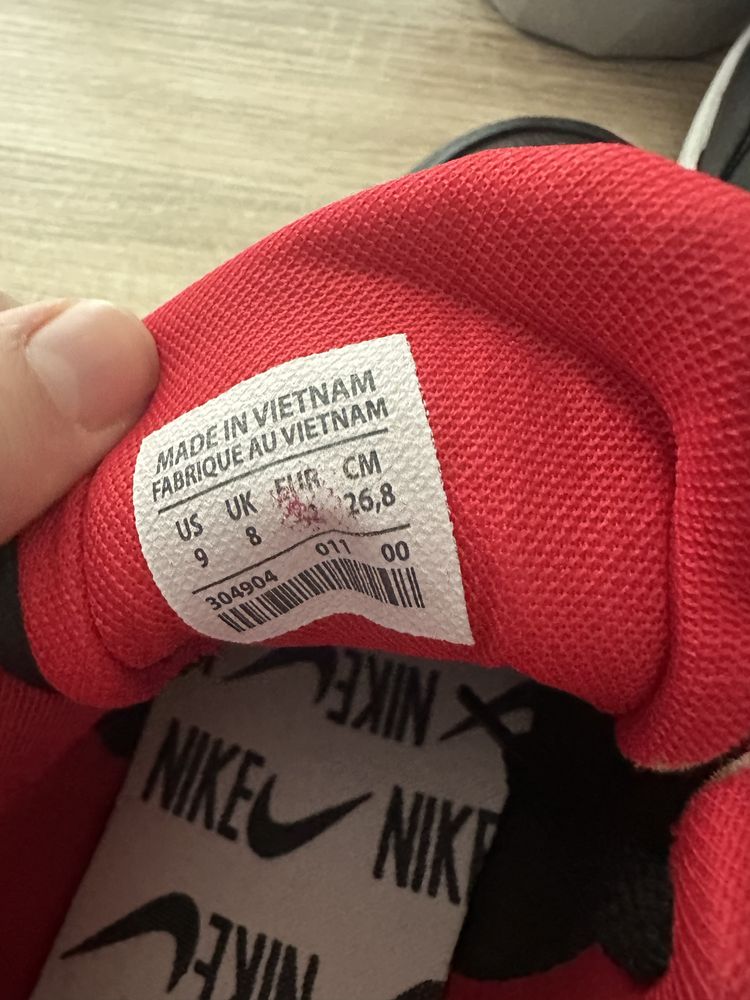 MADE IN VIETNAM
FABRIQUE AU VIETNAM
US UK EUR CM
9 8 26,8
304904 011 00
NIKE
NIKE NIKE
NIKE